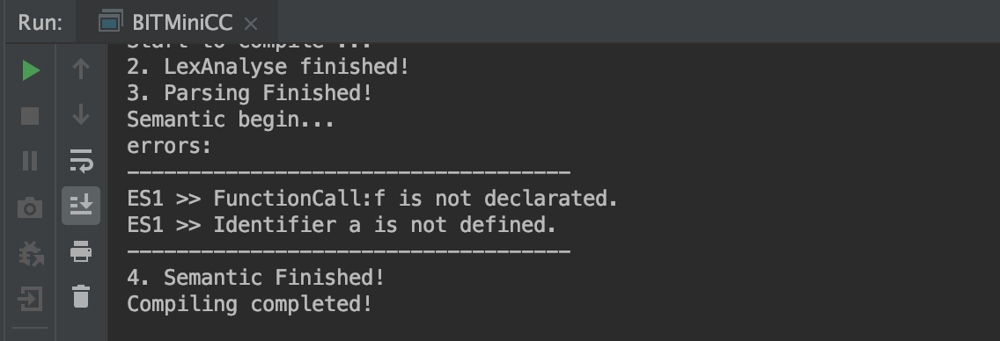 Run: BITMiniCC
Start to compile ...
2. LexAnalyse finished!
3. Parsing Finished!
Semantic begin...
errors:
------------------------------------
ES1 >> FunctionCall:f is not declarated.
ES1 >> Identifier a is not defined.
------------------------------------
4. Semantic Finished!
Compiling completed!